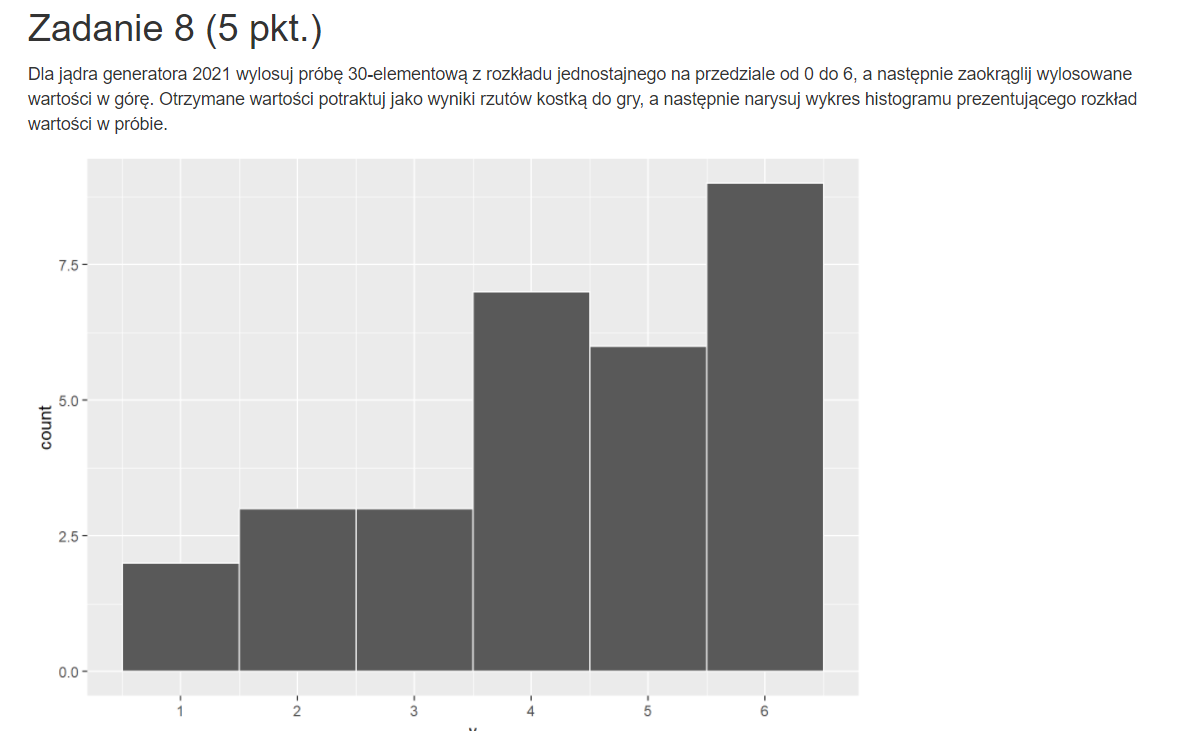 Zadanie 8 (5 pkt.)
Dla jądra generatora 2021 wylosuj próbę 30-elementową z rozkładu jednostajnego na przedziale od 0 do 6, a następnie zaokrąglij wylosowane
wartości w górę. Otrzymane wartości potraktuj jako wyniki rzutów kostką do gry, a następnie narysuj wykres histogramu prezentującego rozkład
wartości w próbie.
7.5
5.0
count
2.5
0.0
1 2 3 4 5 6